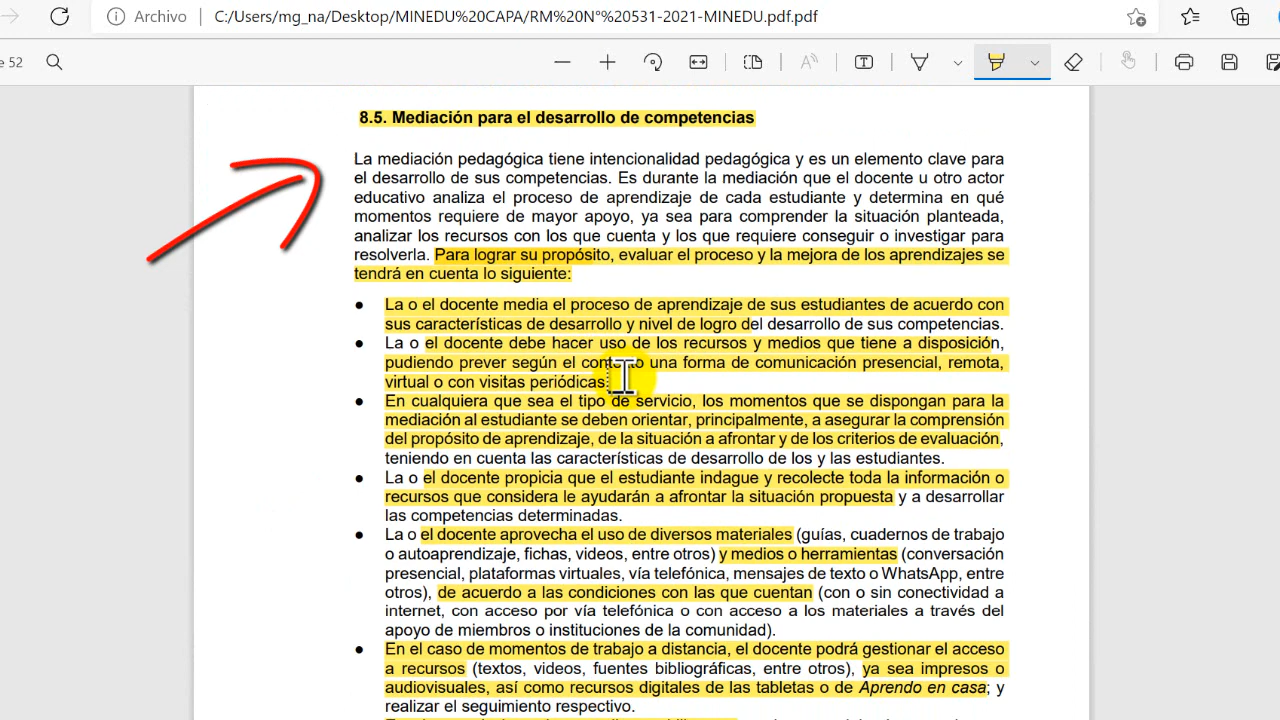 Archivo
C:/Users/mg_na/Desktop/MINEDU%20CAPA/RM%20N°%20531-2021-MINEDU.pdf.pdf
e 52
8.5. Mediación para el desarrollo de competencias
La mediación pedagógica tiene intencionalidad pedagógica y es un elemento clave para
el desarrollo de sus competencias. Es durante la mediación que el docente u otro actor
educativo analiza el proceso de aprendizaje de cada estudiante y determina en qué
momentos requiere de mayor apoyo, ya sea para comprender la situación planteada,
analizar los recursos con los que cuenta y los que requiere conseguir o investigar para
resolverla. Para lograr su propósito, evaluar el proceso y la mejora de los aprendizajes se
tendrá en cuenta lo siguiente:
● La o el docente media el proceso de aprendizaje de sus estudiantes de acuerdo con
sus características de desarrollo y nivel de logro del desarrollo de sus competencias.
● La o el docente debe hacer uso de los recursos y medios que tiene a disposición,
pudiendo prever según el contexto una forma de comunicación presencial, remota,
virtual o con visitas periódicas.
● En cualquiera que sea el tipo de servicio, los momentos que se dispongan para la
mediación al estudiante se deben orientar, principalmente, a asegurar la comprensión
del propósito de aprendizaje, de la situación a afrontar y de los criterios de evaluación,
teniendo en cuenta las características de desarrollo de los y las estudiantes.
● La o el docente propicia que el estudiante indague y recolecte toda la información o
recursos que considera le ayudarán a afrontar la situación propuesta y a desarrollar
las competencias determinadas.
● La o el docente aprovecha el uso de diversos materiales (guías, cuadernos de trabajo
o autoaprendizaje, fichas, videos, entre otros) y medios o herramientas (conversación
presencial, plataformas virtuales, vía telefónica, mensajes de texto o WhatsApp, entre
otros), de acuerdo a las condiciones con las que cuentan (con o sin conectividad a
internet, con acceso por vía telefónica o con acceso a los materiales a través del
apoyo de miembros o instituciones de la comunidad).
● En el caso de momentos de trabajo a distancia, el docente podrá gestionar el acceso
a recursos (textos, videos, fuentes bibliográficas, entre otros), ya sea impresos o
audiovisuales, así como recursos digitales de las tabletas o de Aprendo en casa; y
realizar el seguimiento respectivo.